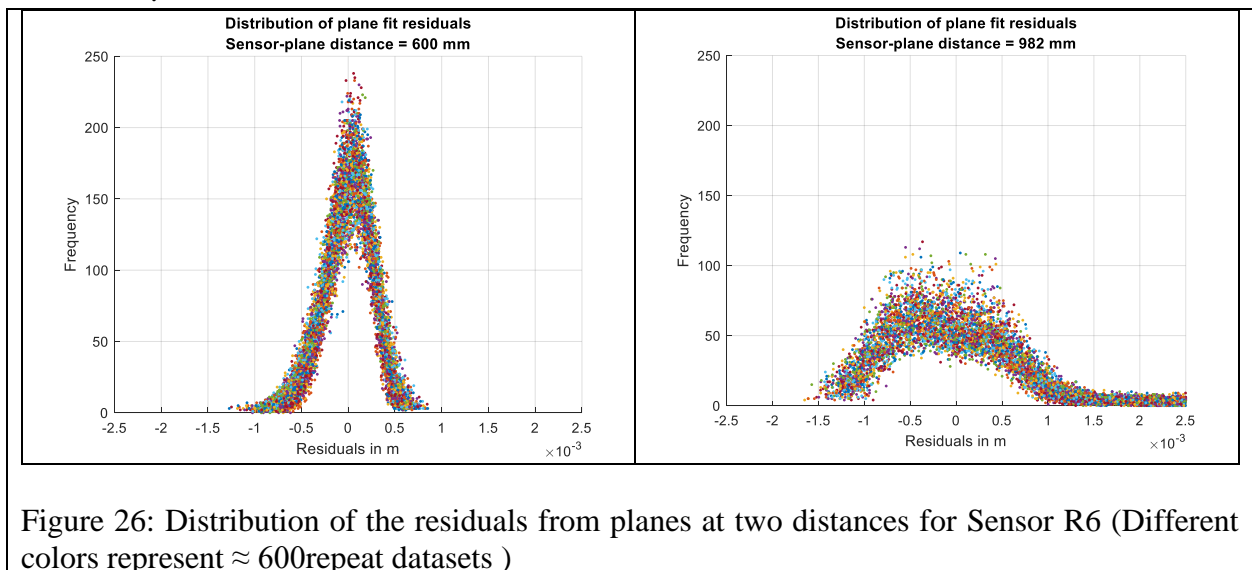 Distribution of plane fit residuals
Sensor-plane distance = 600 mm
250
200
150
100
50
0
Frequency
-2.5 -2 -1.5 -1 -0.5 0 0.5 1 1.5 2 2.5
Residuals in m
×10⁻³
Distribution of plane fit residuals
Sensor-plane distance = 982 mm
250
200
150
100
50
0
Frequency
-2.5 -2 -1.5 -1 -0.5 0 0.5 1 1.5 2 2.5
Residuals in m
×10⁻³
Figure 26: Distribution of the residuals from planes at two distances for Sensor R6 (Different
colors represent ≈ 600repeat datasets )